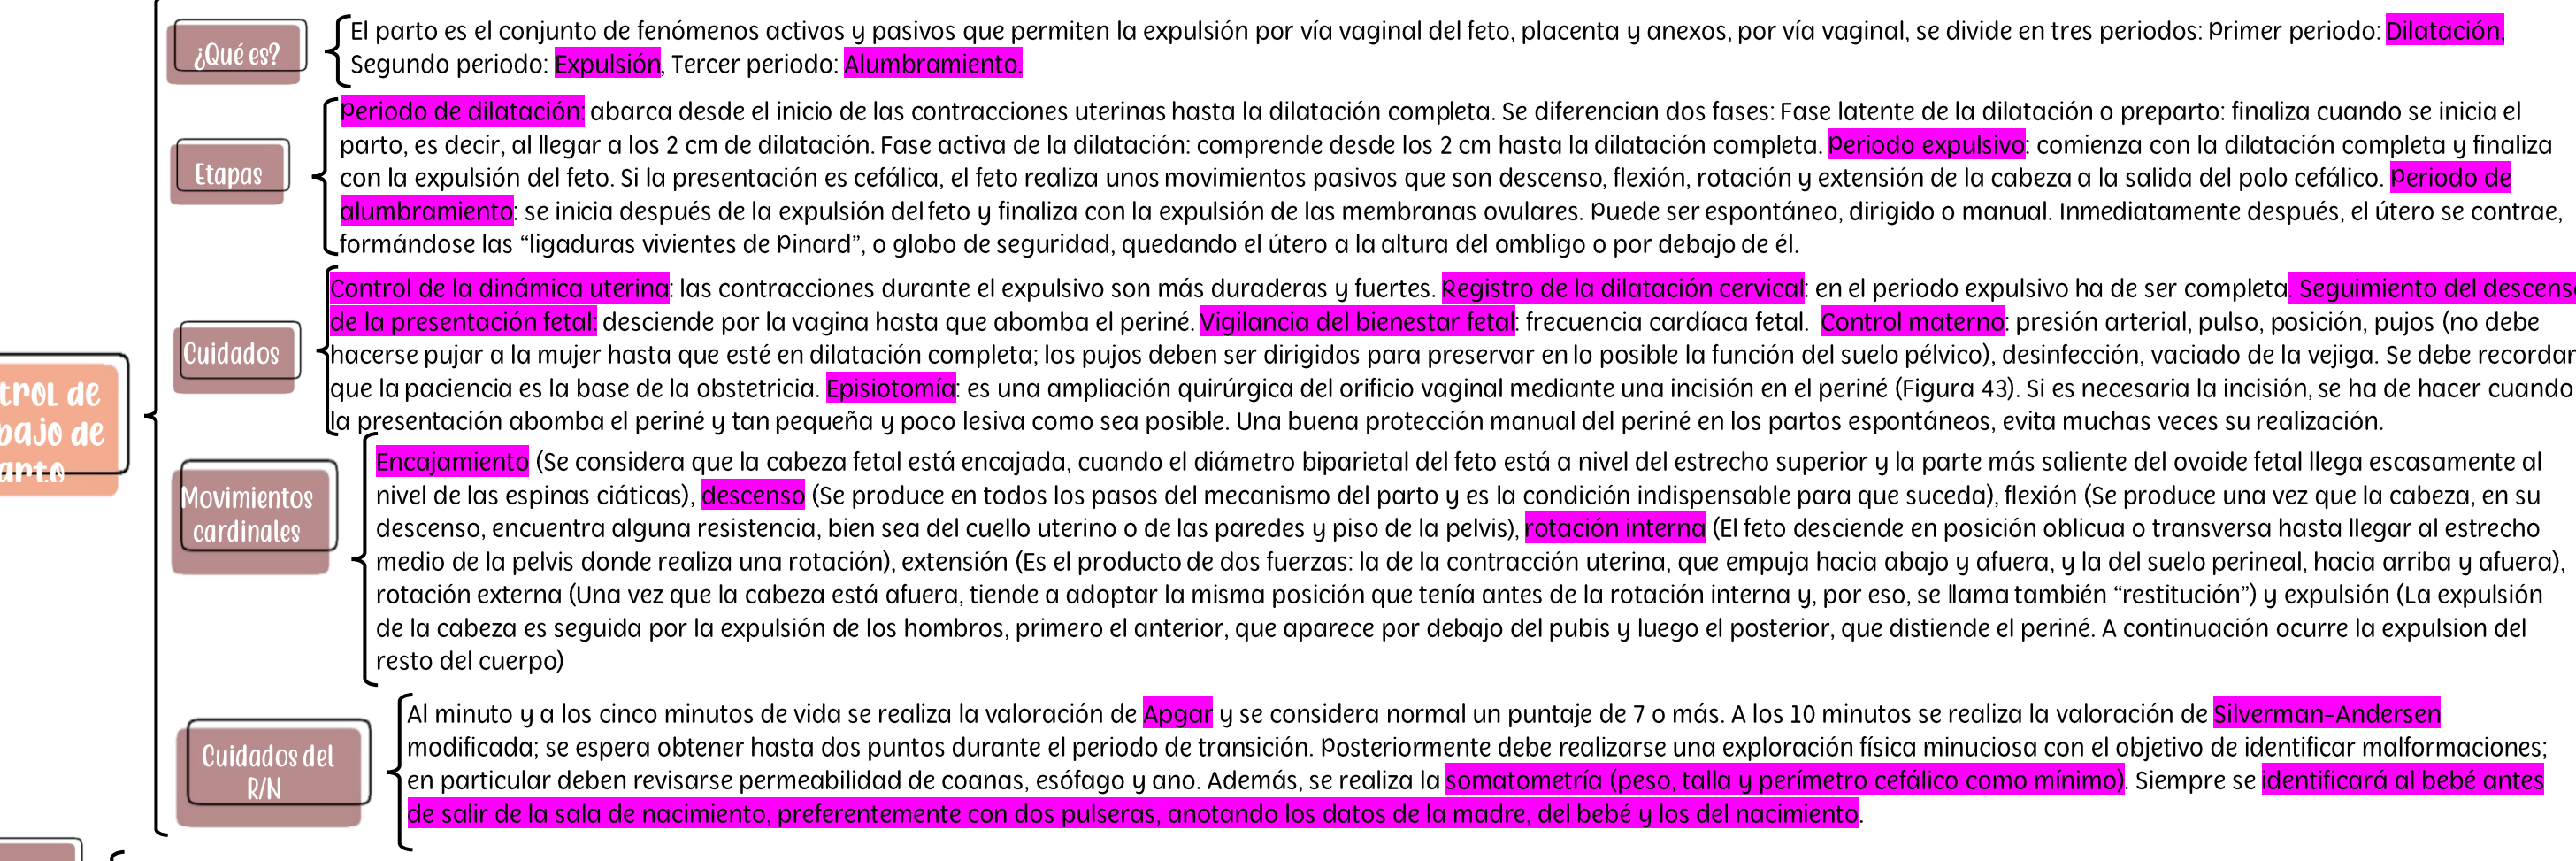 ¿Qué es?
El parto es el conjunto de fenómenos activos y pasivos que permiten la expulsión por vía vaginal del feto, placenta y anexos, por vía vaginal, se divide en tres periodos: Primer periodo: Dilatación,
Segundo periodo: Expulsión, Tercer periodo: Alumbramiento.
Etapas
Periodo de dilatación: abarca desde el inicio de las contracciones uterinas hasta la dilatación completa. Se diferencian dos fases: Fase latente de la dilatación o preparto: finaliza cuando se inicia el
parto, es decir, al llegar a los 2 cm de dilatación. Fase activa de la dilatación: comprende desde los 2 cm hasta la dilatación completa. Periodo expulsivo: comienza con la dilatación completa y finaliza
con la expulsión del feto. Si la presentación es cefálica, el feto realiza unos movimientos pasivos que son descenso, flexión, rotación y extensión de la cabeza a la salida del polo cefálico. Periodo de
alumbramiento: se inicia después de la expulsión del feto y finaliza con la expulsión de las membranas ovulares. Puede ser espontáneo, dirigido o manual. Inmediatamente después, el útero se contrae,
formándose las “ligaduras vivientes de Pinard”, o globo de seguridad, quedando el útero a la altura del ombligo o por debajo de él.
Cuidados
Control de la dinámica uterina: las contracciones durante el expulsivo son más duraderas y fuertes. Registro de la dilatación cervical: en el periodo expulsivo ha de ser completa. Seguimiento del descenso
de la presentación fetal: desciende por la vagina hasta que abomba el periné. Vigilancia del bienestar fetal: frecuencia cardíaca fetal. Control materno: presión arterial, pulso, posición, pujos (no debe
hacerse pujar a la mujer hasta que esté en dilatación completa; los pujos deben ser dirigidos para preservar en lo posible la función del suelo pélvico), desinfección, vaciado de la vejiga. Se debe recordar
que la paciencia es la base de la obstetricia. Episiotomía: es una ampliación quirúrgica del orificio vaginal mediante una incisión en el periné (Figura 43). Si es necesaria la incisión, se ha de hacer cuando
la presentación abomba el periné y tan pequeña y poco lesiva como sea posible. Una buena protección manual del periné en los partos espontáneos, evita muchas veces su realización.
trol de
bajo de
Movimientos
cardinales
Encajamiento (Se considera que la cabeza fetal está encajada, cuando el diámetro biparietal del feto está a nivel del estrecho superior y la parte más saliente del ovoide fetal llega escasamente al
nivel de las espinas ciáticas), descenso (Se produce en todos los pasos del mecanismo del parto y es la condición indispensable para que suceda), flexión (Se produce una vez que la cabeza, en su
descenso, encuentra alguna resistencia, bien sea del cuello uterino o de las paredes y piso de la pelvis), rotación interna (El feto desciende en posición oblicua o transversa hasta llegar al estrecho
medio de la pelvis donde realiza una rotación), extensión (Es el producto de dos fuerzas: la de la contracción uterina, que empuja hacia abajo y afuera, y la del suelo perineal, hacia arriba y afuera),
rotación externa (Una vez que la cabeza está afuera, tiende a adoptar la misma posición que tenía antes de la rotación interna y, por eso, se llama también “restitución”) y expulsión (La expulsión
de la cabeza es seguida por la expulsión de los hombros, primero el anterior, que aparece por debajo del pubis y luego el posterior, que distiende el periné. A continuación ocurre la expulsion del
resto del cuerpo)
Cuidados del
R/N
Al minuto y a los cinco minutos de vida se realiza la valoración de Apgar y se considera normal un puntaje de 7 o más. A los 10 minutos se realiza la valoración de Silverman-Andersen
modificada; se espera obtener hasta dos puntos durante el periodo de transición. Posteriormente debe realizarse una exploración física minuciosa con el objetivo de identificar malformaciones;
en particular deben revisarse permeabilidad de coanas, esófago y ano. Además, se realiza la somatometría (peso, talla y perímetro cefálico como mínimo). Siempre se identificará al bebé antes
de salir de la sala de nacimiento, preferentemente con dos pulseras, anotando los datos de la madre, del bebé y los del nacimiento.